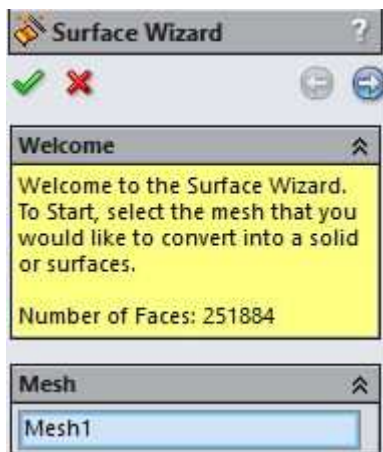 Surface Wizard ?
Welcome
Welcome to the Surface Wizard.
To Start, select the mesh that you
would like to convert into a solid
or surfaces.
Number of Faces: 251884
Mesh
Mesh1